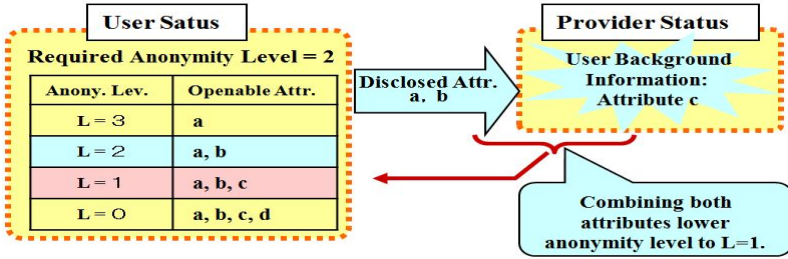 User Satus
Required Anonymity Level = 2
Anony. Lev. Openable Attr.
L = 3 a
L = 2 a, b
L = 1 a, b, c
L = 0 a, b, c, d
Disclosed Attr.
a, b
Provider Status
User Background
Information:
Attribute c
Combining both
attributes lower
anonymity level to L=1.